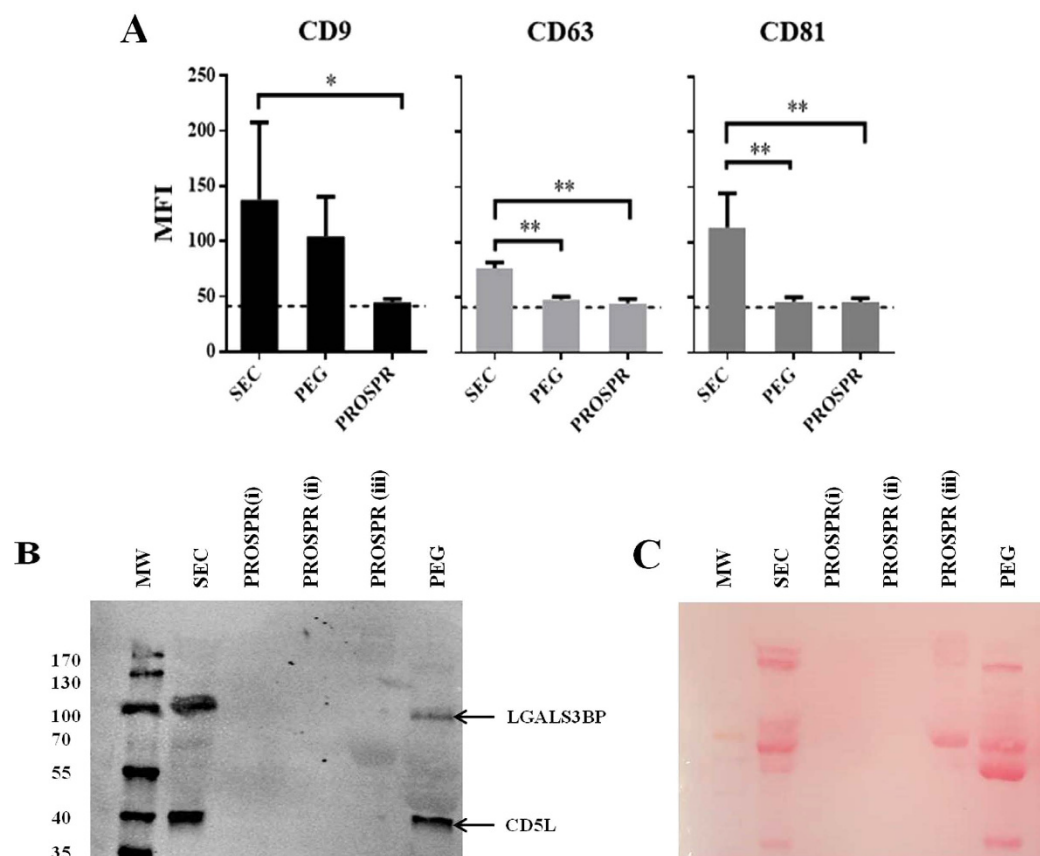 A
CD9
CD63
CD81
MFI
250
200
150
100
50
0
*
**
**
**
**
SEC
PEG
PROSPR
SEC
PEG
PROSPR
SEC
PEG
PROSPR
B
MW
SEC
PROSPR(i)
PROSPR (ii)
PROSPR (iii)
PEG
170
130
100
70
55
40
35
LGALS3BP
CD5L
C
MW
SEC
PROSPR(i)
PROSPR (ii)
PROSPR (iii)
PEG